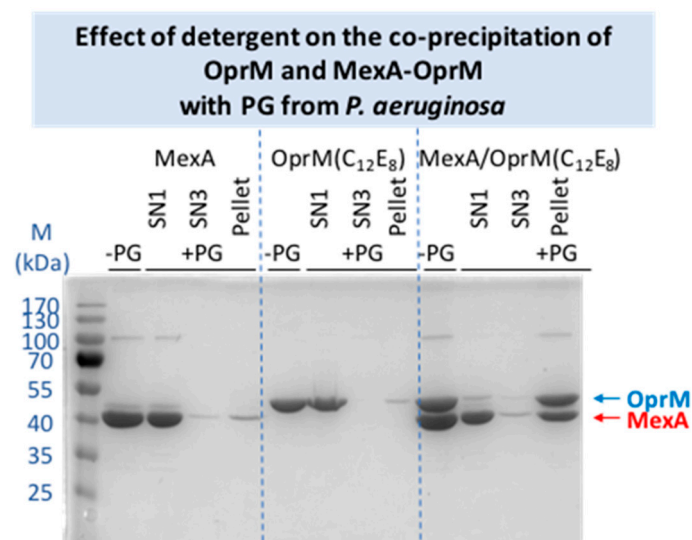 Effect of detergent on the co-precipitation of
OprM and MexA-OprM
with PG from P. aeruginosa
MexA OprM(C₁₂E₈) MexA/OprM(C₁₂E₈)
SN1 SN3 Pellet SN1 SN3 Pellet SN1 SN3 Pellet
M
(kDa)
-PG +PG -PG +PG -PG +PG
170
130
100
70
55
OprM
40
MexA
35
25